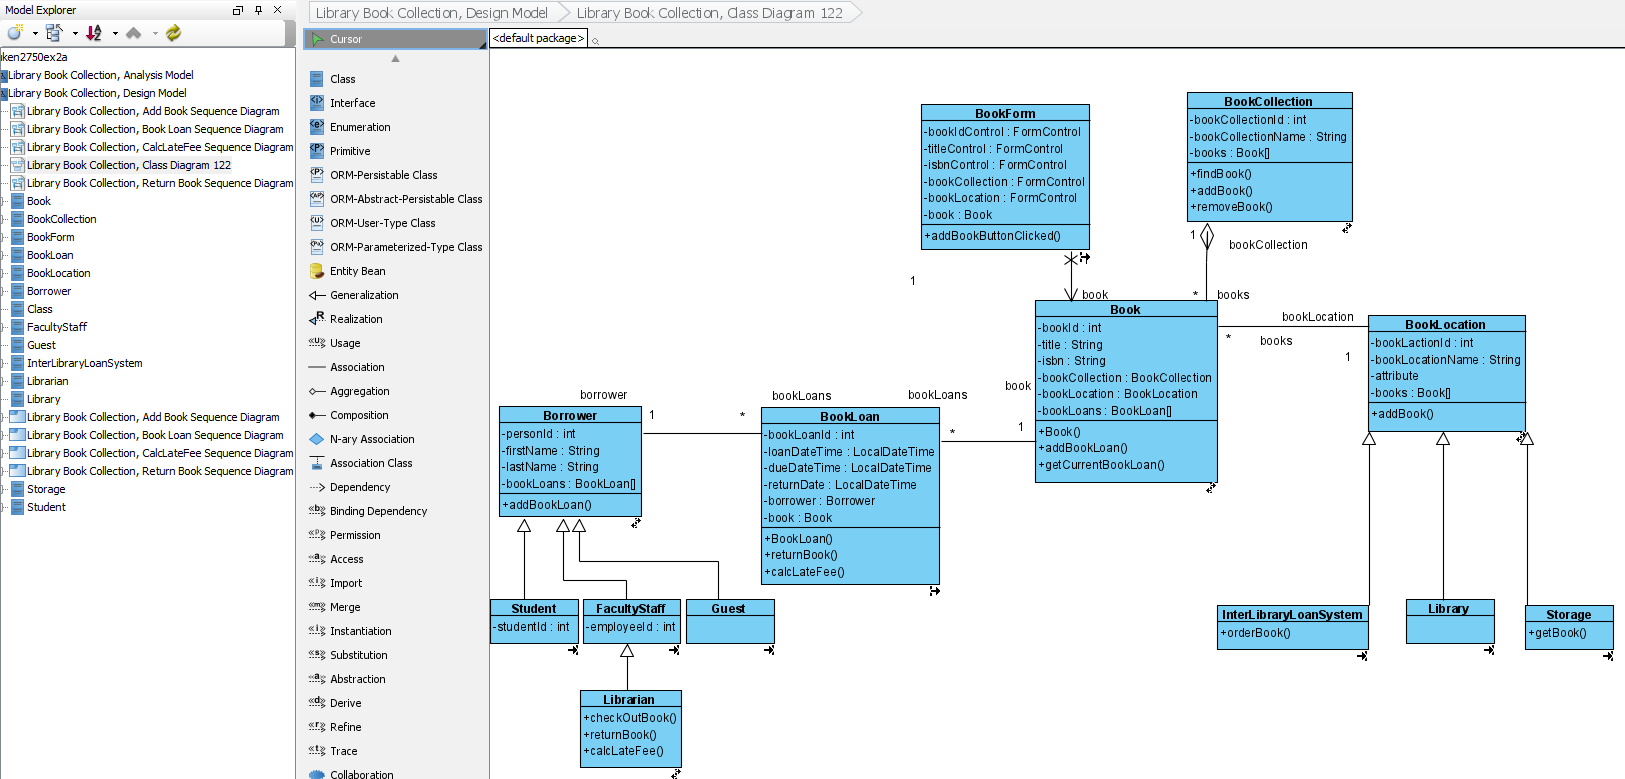 Model Explorer
iken2750ex2a
Library Book Collection, Analysis Model
Library Book Collection, Design Model
Library Book Collection, Add Book Sequence Diagram
Library Book Collection, Book Loan Sequence Diagram
Library Book Collection, CalcLateFee Sequence Diagram
Library Book Collection, Class Diagram 122
Library Book Collection, Return Book Sequence Diagram
Book
BookCollection
BookForm
BookLoan
BookLocation
Borrower
Class
FacultyStaff
Guest
InterLibraryLoanSystem
Librarian
Library
Library Book Collection, Add Book Sequence Diagram
Library Book Collection, Book Loan Sequence Diagram
Library Book Collection, CalcLateFee Sequence Diagram
Library Book Collection, Return Book Sequence Diagram
Storage
Student
Library Book Collection, Design Model
Library Book Collection, Class Diagram 122
Cursor
Class
Interface
Enumeration
Primitive
ORM-Persistable Class
ORM-Abstract-Persistable Class
ORM-User-Type Class
ORM-Parameterized-Type Class
Entity Bean
Generalization
Realization
Usage
Association
Aggregation
Composition
N-ary Association
Association Class
Dependency
Binding Dependency
Permission
Access
Import
Merge
Instantiation
Substitution
Abstraction
Derive
Refine
Trace
Collaboration
<default package>
BookForm
-bookIdControl : FormControl
-titleControl : FormControl
-isbnControl : FormControl
-bookCollection : FormControl
-bookLocation : FormControl
-book : Book
+addBookButtonClicked()
BookCollection
-bookCollectionId : int
-bookCollectionName : String
-books : Book[]
+findBook()
+addBook()
+removeBook()
1
bookCollection
1
book
*
books
Book
-bookId : int
-title : String
-isbn : String
-bookCollection : BookCollection
-bookLocation : BookLocation
-bookLoans : BookLoan[]
+Book()
+addBookLoan()
+getCurrentBookLoan()
bookLocation
*
books
1
BookLocation
-bookLactionId : int
-bookLocationName : String
-attribute
-books : Book[]
+addBook()
borrower
1
*
bookLoans
bookLoans
book
*
1
Borrower
-personId : int
-firstName : String
-lastName : String
-bookLoans : BookLoan[]
+addBookLoan()
BookLoan
-bookLoanId : int
-loanDateTime : LocalDateTime
-dueDateTime : LocalDateTime
-returnDate : LocalDateTime
-borrower : Borrower
-book : Book
+BookLoan()
+returnBook()
+calcLateFee()
Student
-studentId : int
FacultyStaff
-employeeId : int
Guest
Librarian
+checkOutBook()
+returnBook()
+calcLateFee()
InterLibraryLoanSystem
+orderBook()
Library
Storage
+getBook()